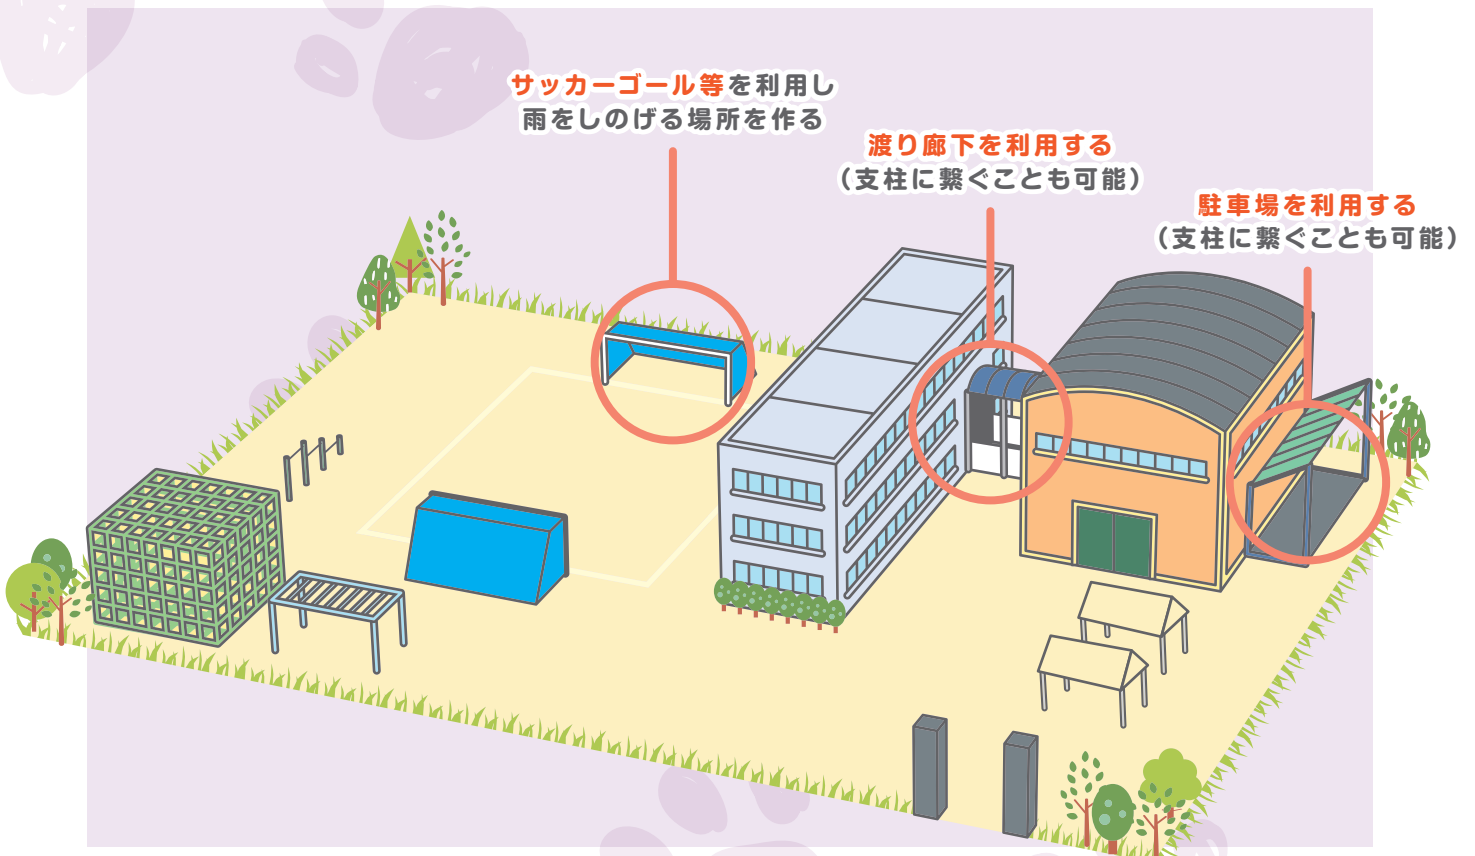 サッカーゴール等を利用し
雨をしのげる場所を作る
渡り廊下を利用する
（支柱に繋ぐことも可能）
駐車場を利用する
（支柱に繋ぐことも可能）